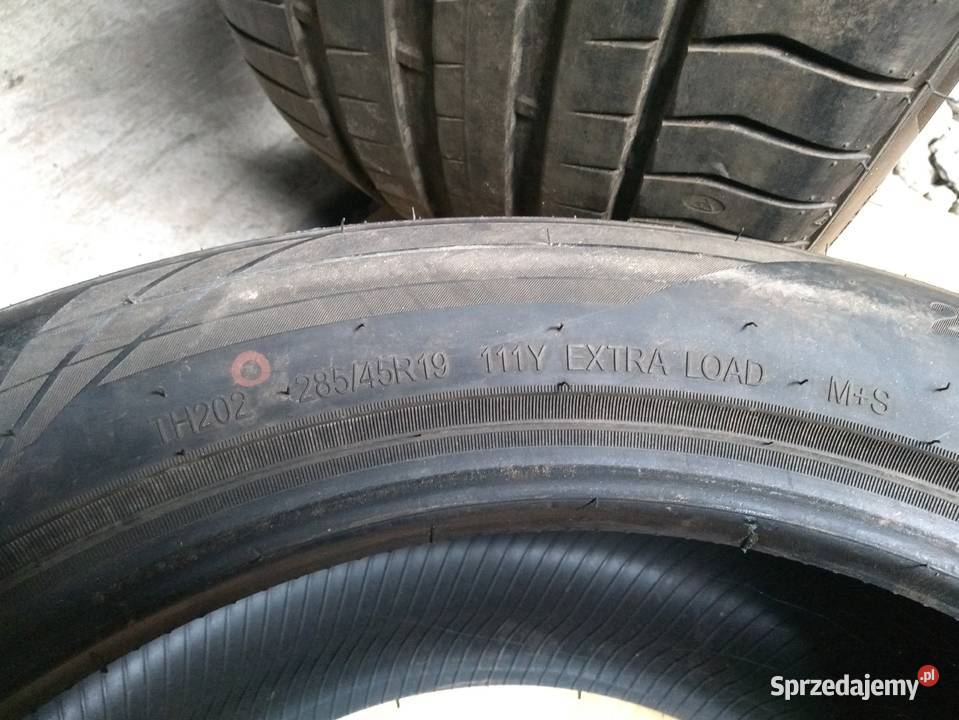 TH202 285/45R19 111Y EXTRA LOAD M+S
Sprzedajemy.pl